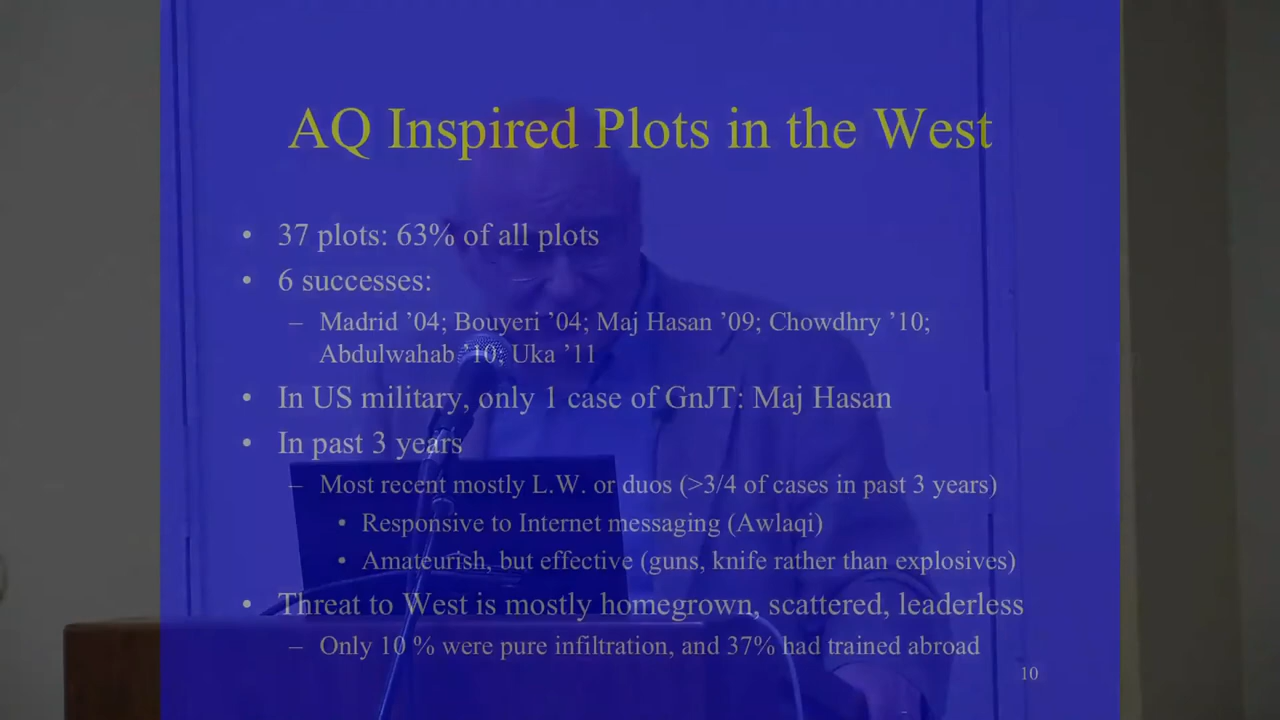 AQ Inspired Plots in the West
• 37 plots: 63% of all plots
• 6 successes:
– Madrid ’04; Bouyeri ’04; Maj Hasan ’09; Chowdhry ’10;
Abdulwahab ’10; Uka ’11
• In US military, only 1 case of GnJT: Maj Hasan
• In past 3 years
– Most recent mostly L.W. or duos (>3/4 of cases in past 3 years)
• Responsive to Internet messaging (Awlaqi)
• Amateurish, but effective (guns, knife rather than explosives)
• Threat to West is mostly homegrown, scattered, leaderless
– Only 10 % were pure infiltration, and 37% had trained abroad
10